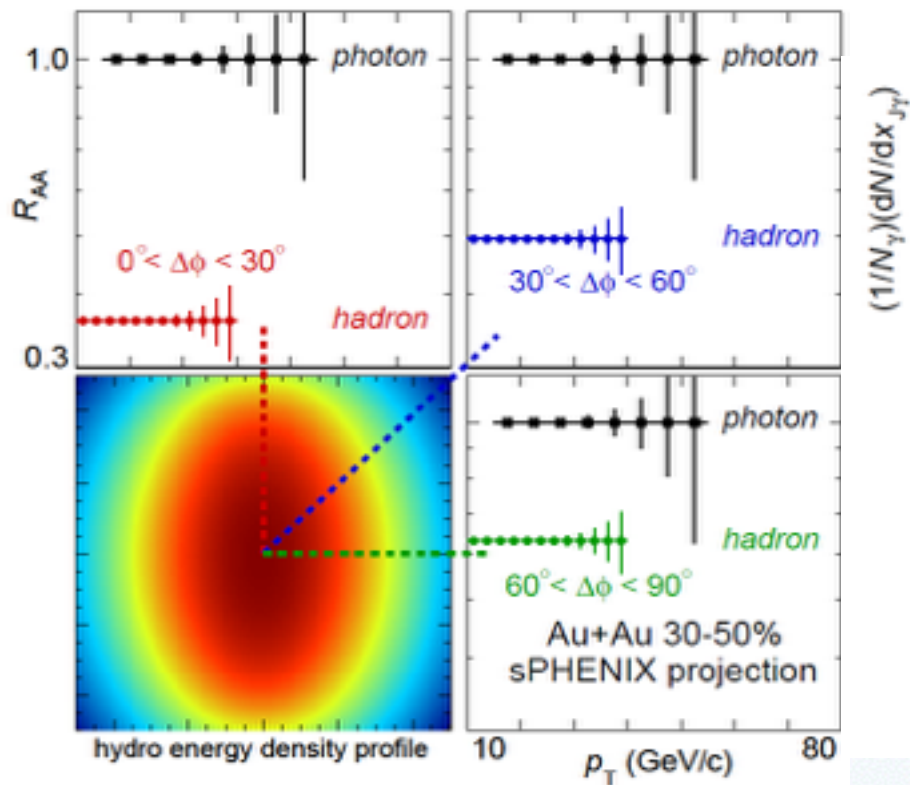 1.0
photon
photon
R_AA
(1/N_γ)(dN/dx_Jγ)
0°< Δϕ < 30°
hadron
hadron
30°< Δϕ < 60°
0.3
photon
hadron
60°< Δϕ < 90°
Au+Au 30-50%
sPHENIX projection
hydro energy density profile
10
p_T (GeV/c)
80